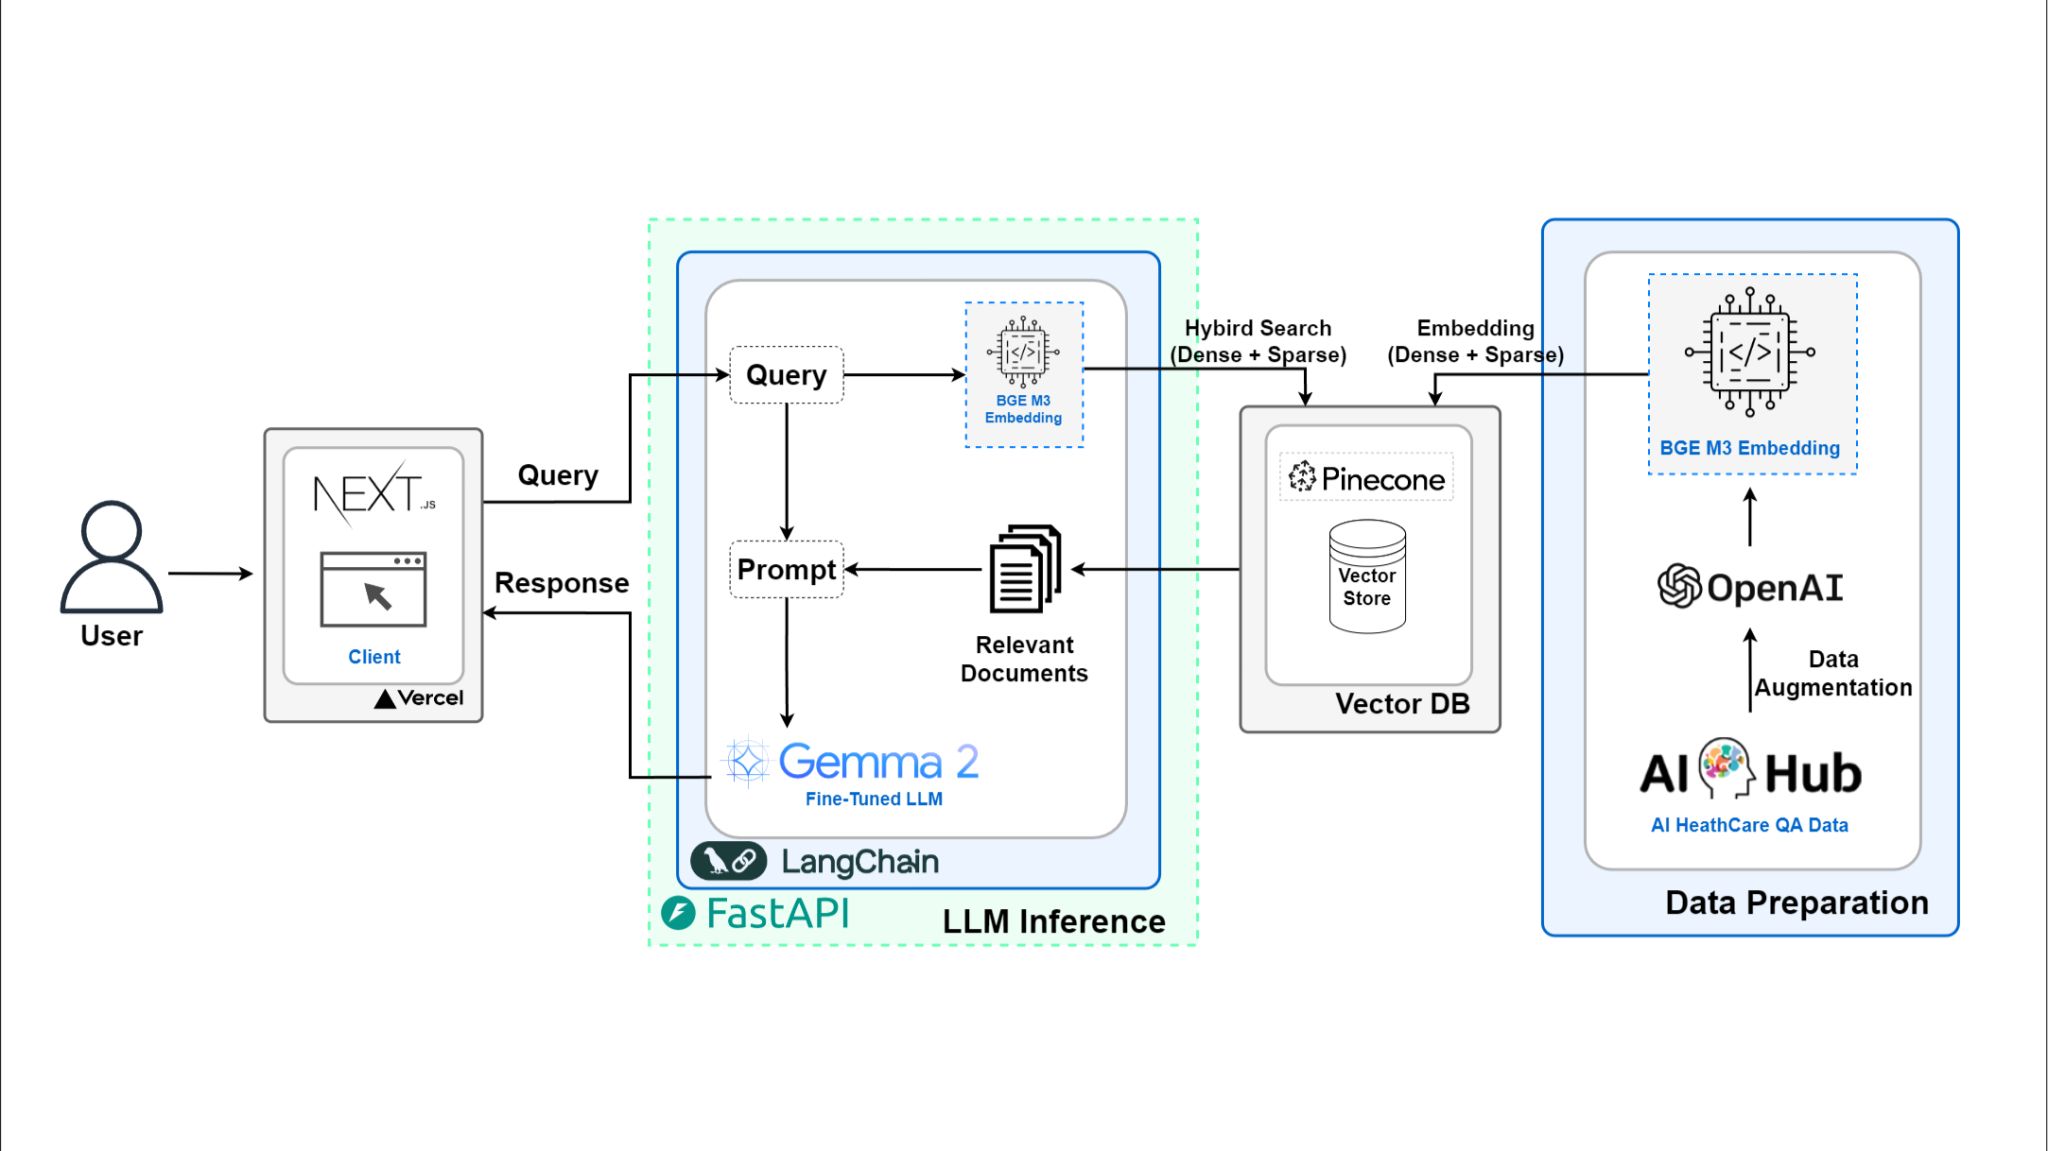 User
NEXT.JS
Client
Vercel
Query
Response
Query
BGE M3
Embedding
Prompt
Relevant
Documents
Gemma 2
Fine-Tuned LLM
LangChain
FastAPI
LLM Inference
Hybird Search
(Dense + Sparse)
Embedding
(Dense + Sparse)
Pinecone
Vector
Store
Vector DB
</>
BGE M3 Embedding
OpenAI
Data
Augmentation
AI Hub
AI HeathCare QA Data
Data Preparation